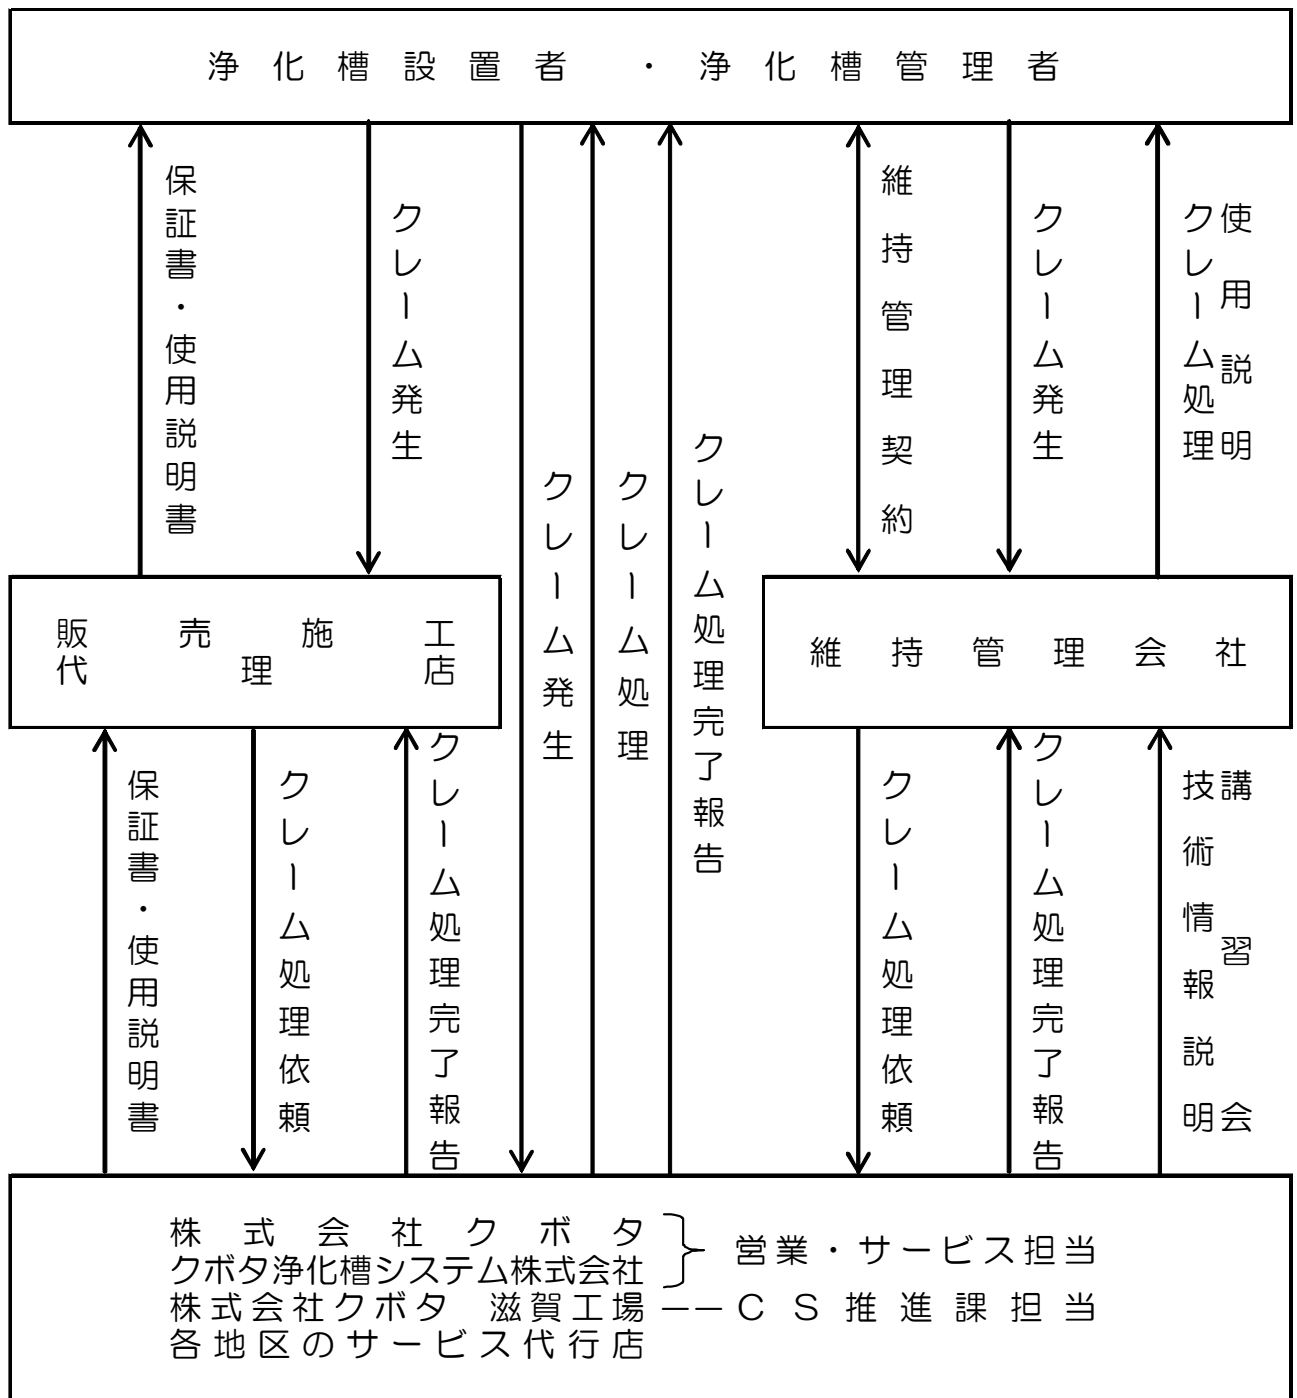 浄化槽設置者・浄化槽管理者
保証書・使用説明書
クレーム発生
クレーム発生
クレーム処理
クレーム処理完了報告
維持管理契約
クレーム発生
使用説明
クレーム処理
販売施工
代理店
維持管理会社
保証書・使用説明書
クレーム処理依頼
クレーム処理完了報告
クレーム処理依頼
クレーム処理完了報告
講習会
技術情報説明
株式会社クボタ
クボタ浄化槽システム株式会社
営業・サービス担当
株式会社クボタ 滋賀工場 ーーCS推進課担当
各地区のサービス代行店